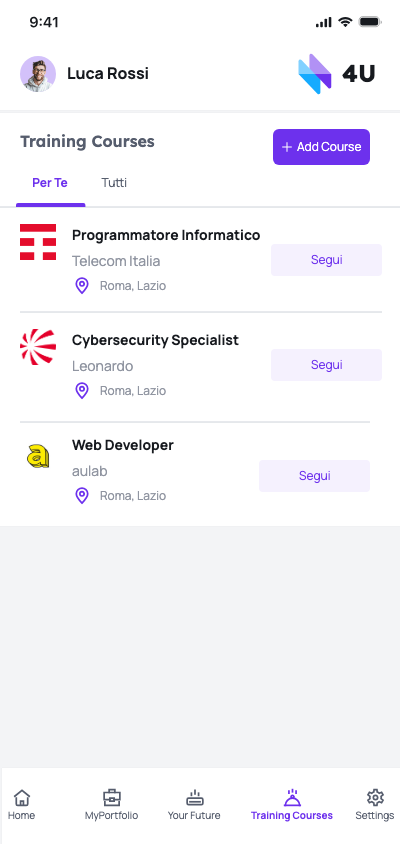 9:41
Luca Rossi
4U
Training Courses
+ Add Course
Per Te
Tutti
Programmatore Informatico
Telecom Italia
Roma, Lazio
Segui
Cybersecurity Specialist
Leonardo
Roma, Lazio
Segui
a
Web Developer
aulab
Roma, Lazio
Segui
Home
MyPortfolio
Your Future
Training Courses
Settings